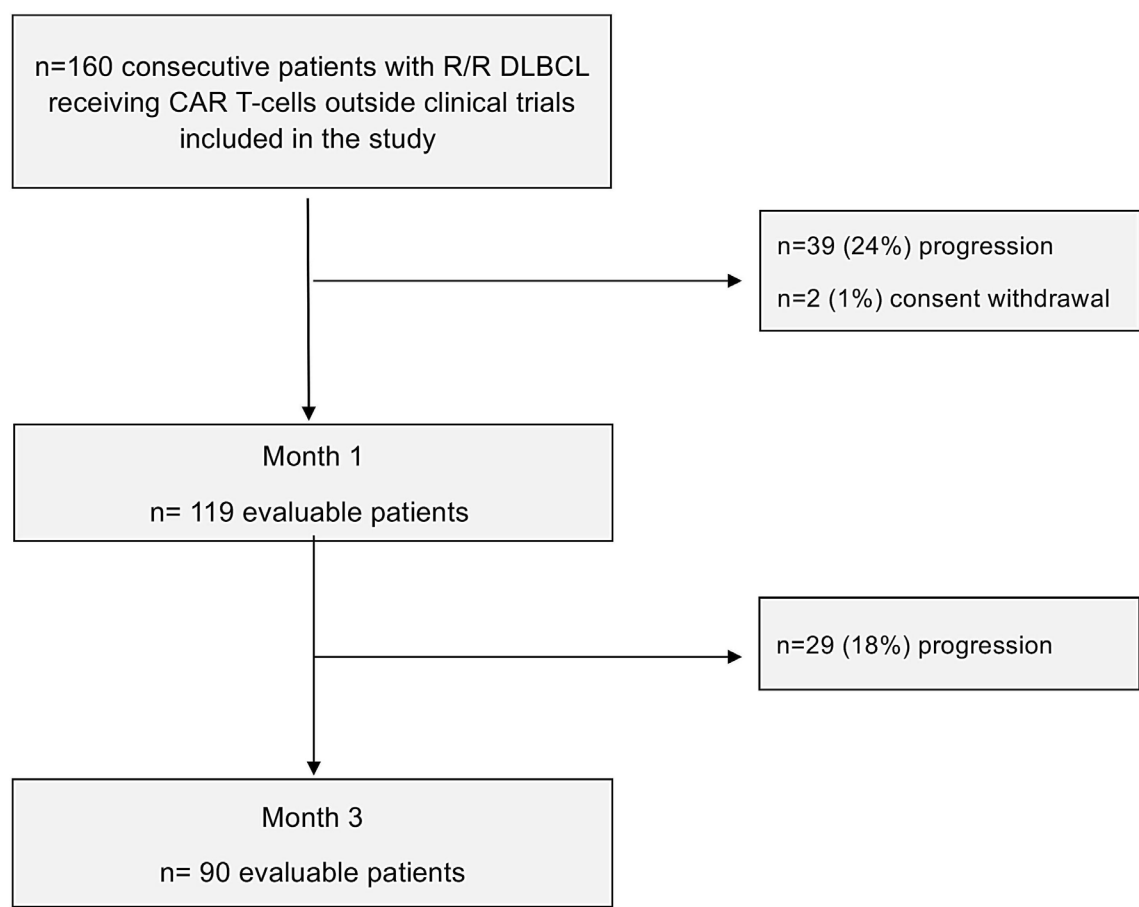 n=160 consecutive patients with R/R DLBCL
receiving CAR T-cells outside clinical trials
included in the study
n=39 (24%) progression
n=2 (1%) consent withdrawal
Month 1
n= 119 evaluable patients
n=29 (18%) progression
Month 3
n= 90 evaluable patients